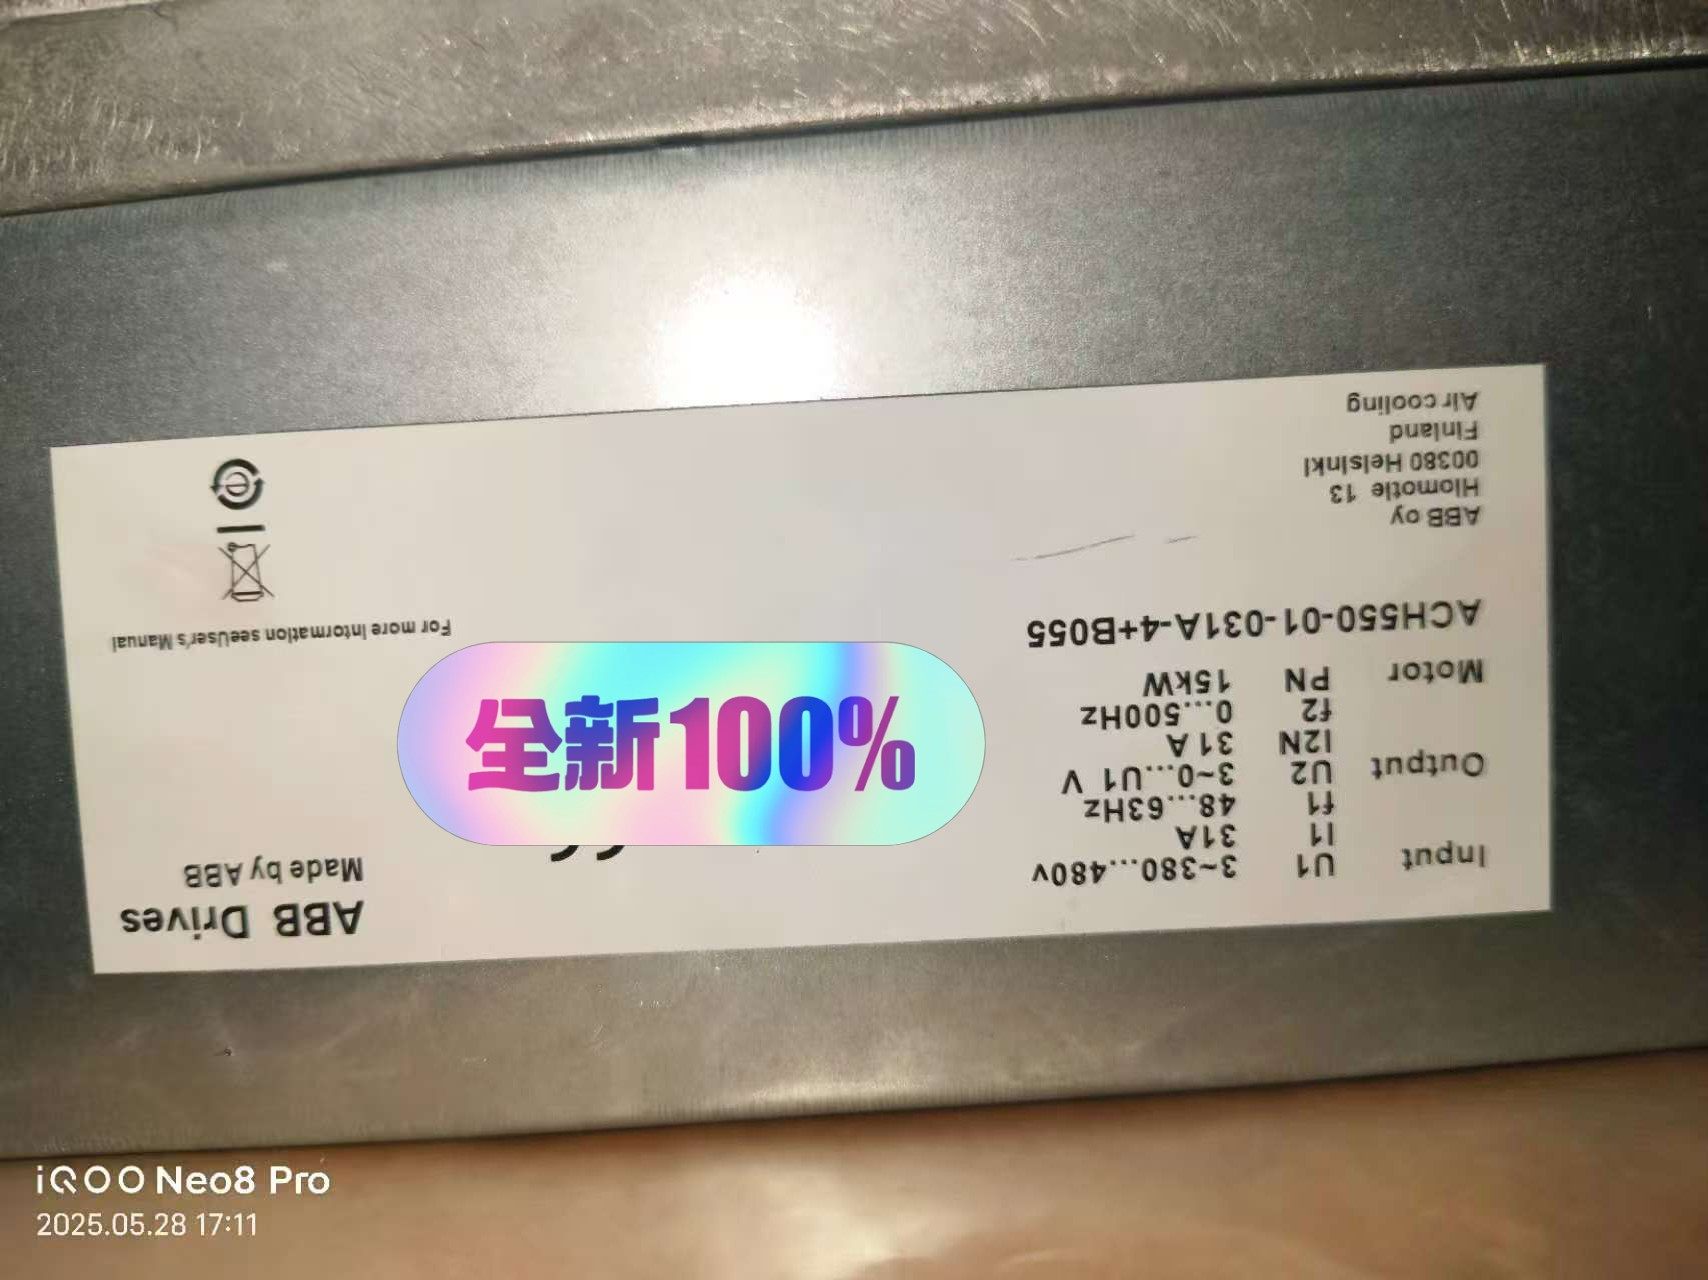 ABB Drives
Made by ABB
Input U1 3~380...480v
I1 31A
f1 48...63Hz
Output U2 3~0...U1 V
I2N 31 A
f2 0...500Hz
Motor PN 15kW
ACH550-01-031A-4+B055
For more Information seeUser's Manual
ABB oy
Hlomotie 13
00380 Helsinkl
Finland
Air cooling
全新100%
iQOO Neo8 Pro
2025.05.28 17:11